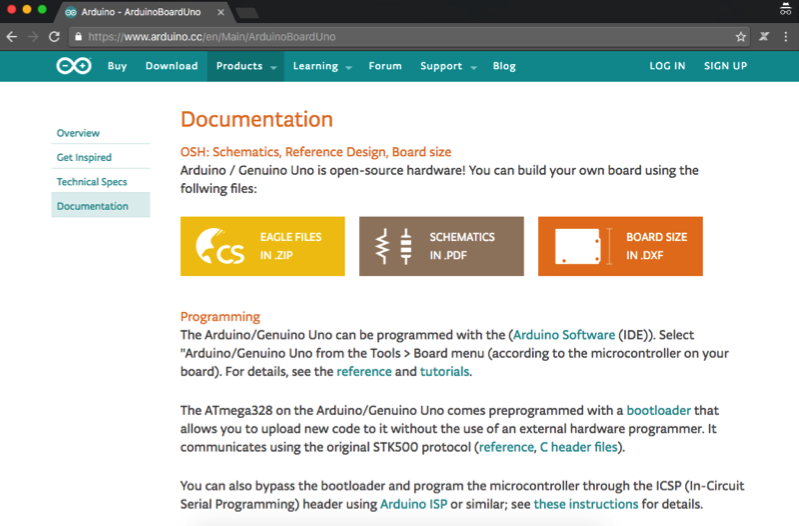 Arduino - ArduinoBoardUno
https://www.arduino.cc/en/Main/ArduinoBoardUno
Buy Download Products Learning Forum Support Blog LOG IN SIGN UP
Overview
Get Inspired
Technical Specs
Documentation
Documentation
OSH: Schematics, Reference Design, Board size
Arduino / Genuino Uno is open-source hardware! You can build your own board using the
follwing files:
CS
EAGLE FILES
IN .ZIP
SCHEMATICS
IN .PDF
BOARD SIZE
IN .DXF
Programming
The Arduino/Genuino Uno can be programmed with the (Arduino Software (IDE)). Select
"Arduino/Genuino Uno from the Tools > Board menu (according to the microcontroller on your
board). For details, see the reference and tutorials.
The ATmega328 on the Arduino/Genuino Uno comes preprogrammed with a bootloader that
allows you to upload new code to it without the use of an external hardware programmer. It
communicates using the original STK500 protocol (reference, C header files).
You can also bypass the bootloader and program the microcontroller through the ICSP (In-Circuit
Serial Programming) header using Arduino ISP or similar; see these instructions for details.